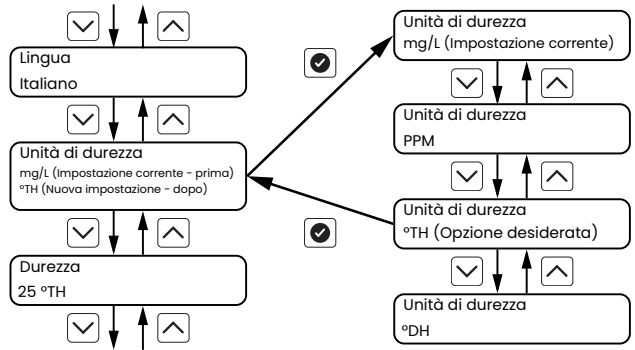 Lingua
Italiano
Unità di durezza
mg/L (Impostazione corrente - prima)
°TH (Nuova impostazione - dopo)
Durezza
25 °TH
Unità di durezza
mg/L (Impostazione corrente)
Unità di durezza
PPM
Unità di durezza
°TH (Opzione desiderata)
Unità di durezza
°DH